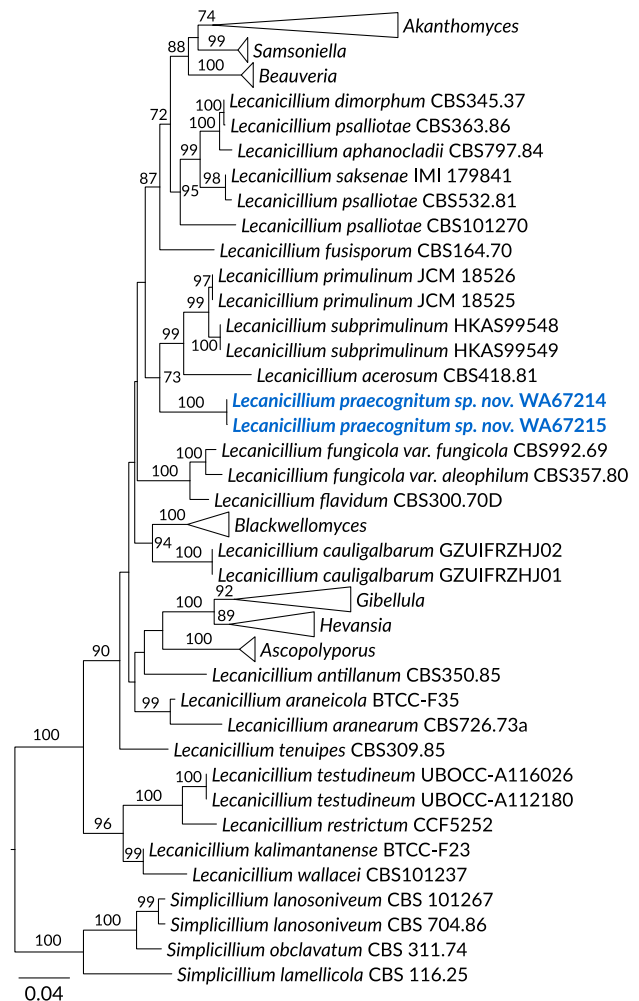 74
Akanthomyces
88
99
Samsoniella
100
Beauveria
72
100
Lecanicillium dimorphum CBS345.37
100
Lecanicillium psalliotae CBS363.86
Lecanicillium aphanocladii CBS797.84
99
87
98
Lecanicillium saksenae IMI 179841
95
Lecanicillium psalliotae CBS532.81
Lecanicillium psalliotae CBS101270
Lecanicillium fusisporum CBS164.70
97
Lecanicillium primulinum JCM 18526
99
Lecanicillium primulinum JCM 18525
Lecanicillium subprimulinum HKAS99548
99
100
Lecanicillium subprimulinum HKAS99549
73
Lecanicillium acerosum CBS418.81
100
Lecanicillium praecognitum sp. nov. WA67214
Lecanicillium praecognitum sp. nov. WA67215
100
Lecanicillium fungicola var. fungicola CBS992.69
100
Lecanicillium fungicola var. aleophilum CBS357.80
Lecanicillium flavidum CBS300.70D
100
Blackwellomyces
94
100
Lecanicillium cauligalbarum GZUIFRZHJ02
Lecanicillium cauligalbarum GZUIFRZHJ01
92
Gibellula
100
89
Hevansia
100
Ascopolyporus
90
Lecanicillium antillanum CBS350.85
99
Lecanicillium araneicola BTCC-F35
Lecanicillium aranearum CBS726.73a
100
Lecanicillium tenuipes CBS309.85
100
Lecanicillium testudineum UBOCC-A116026
100
Lecanicillium testudineum UBOCC-A112180
96
Lecanicillium restrictum CCF5252
99
Lecanicillium kalimantanense BTCC-F23
Lecanicillium wallacei CBS101237
99
Simplicillium lanosoniveum CBS 101267
100
Simplicillium lanosoniveum CBS 704.86
100
Simplicillium obclavatum CBS 311.74
Simplicillium lamellicola CBS 116.25
0.04